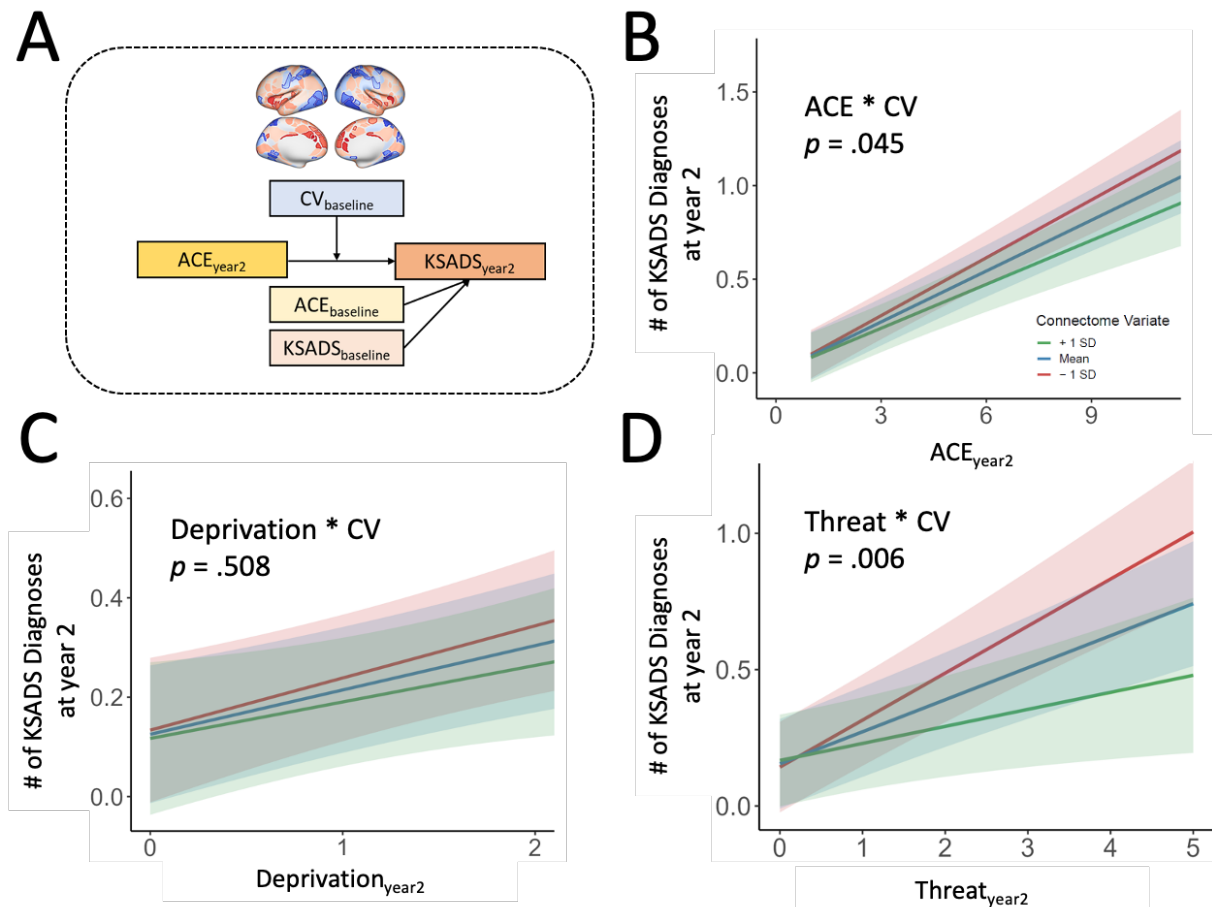 A
CV baseline
ACE year2
KSADS year2
ACE baseline
KSADS baseline
B
# of KSADS Diagnoses
at year 2
1.5
1.0
0.5
0.0
ACE * CV
p = .045
Connectome Variate
+ 1 SD
Mean
− 1 SD
0 3 6 9
ACE year2
C
# of KSADS Diagnoses
at year 2
0.6
0.4
0.2
0.0
Deprivation * CV
p = .508
0 1 2
Deprivation year2
D
# of KSADS Diagnoses
at year 2
1.0
0.5
0.0
Threat * CV
p = .006
0 1 2 3 4 5
Threat year2